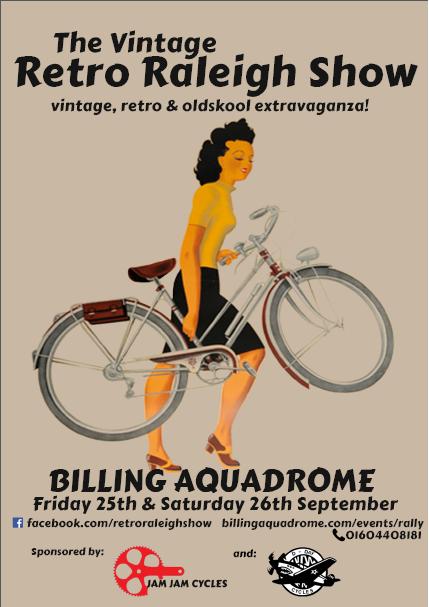 The Vintage
Retro Raleigh Show
vintage, retro & oldskool extravaganza!
BILLING AQUADROME
Friday 25th & Saturday 26th September
facebook.com/retroraleighshow billingaquadrome.com/events/rally
01604408181
Sponsored by: and:
JAM JAM CYCLES
CYCLES